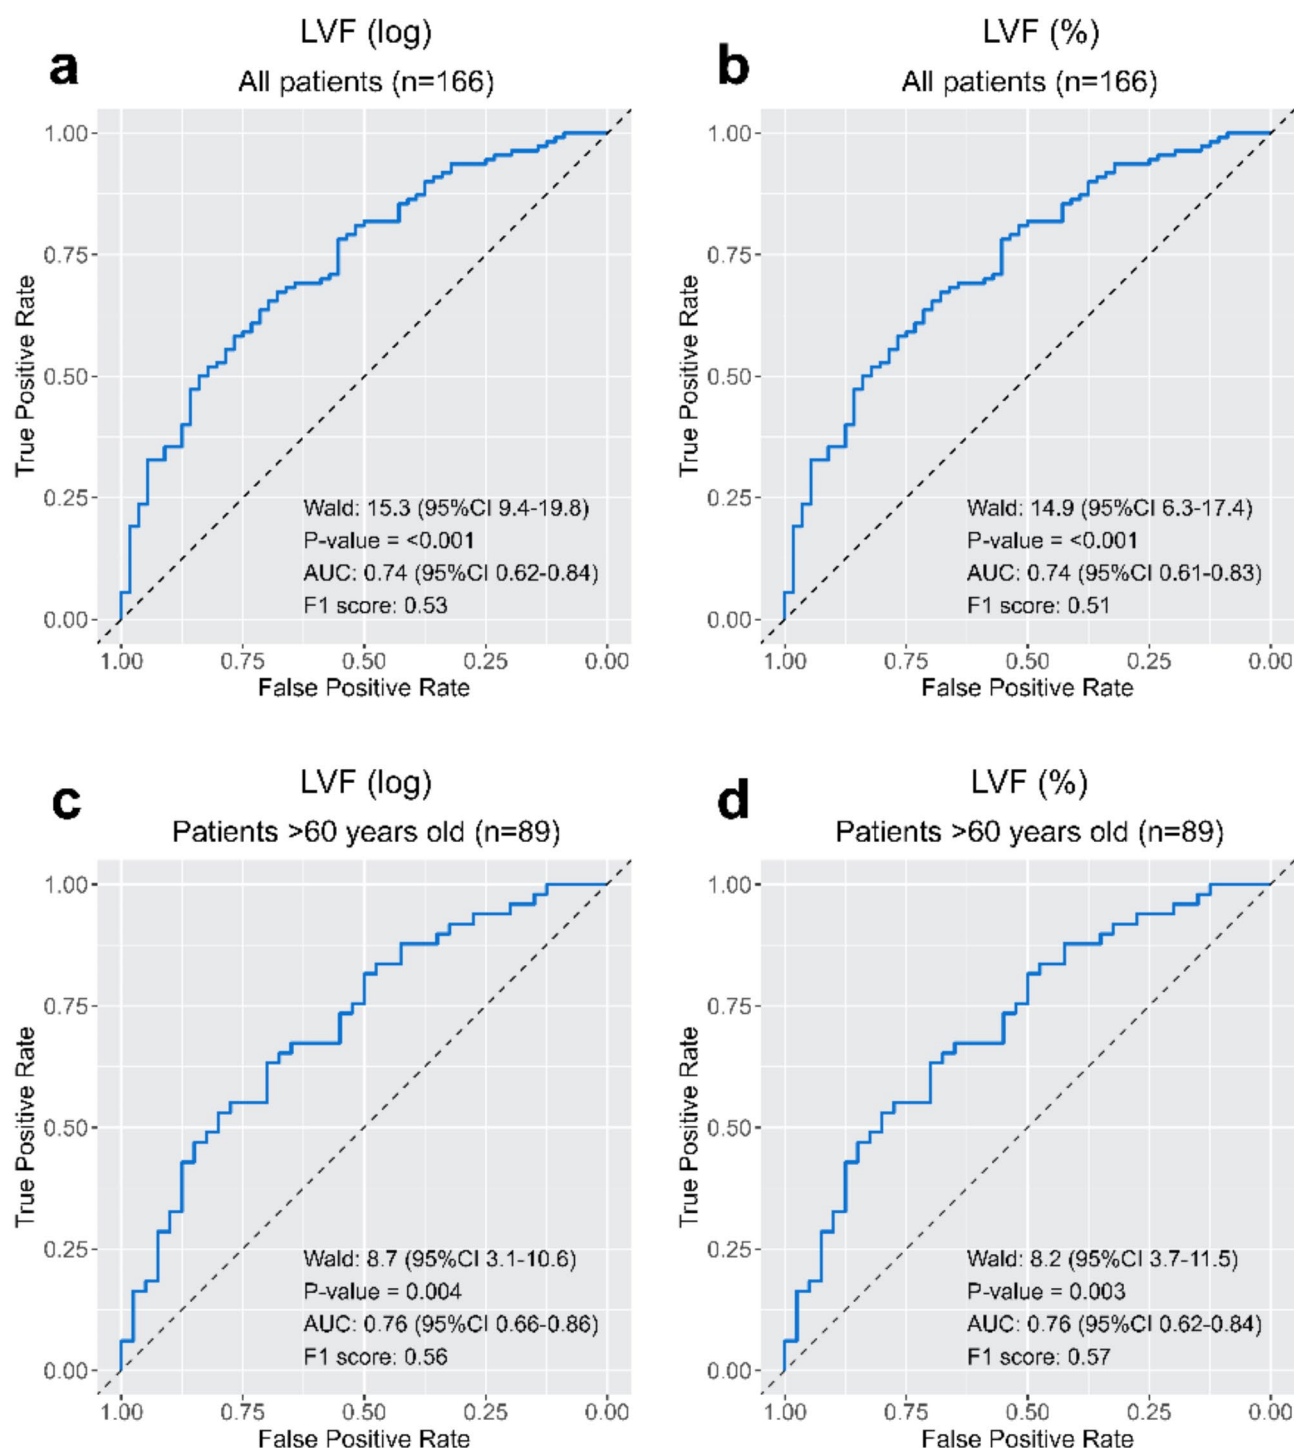 a
LVF (log)
All patients (n=166)
True Positive Rate
1.00
0.75
0.50
0.25
0.00
Wald: 15.3 (95%CI 9.4-19.8)
P-value = <0.001
AUC: 0.74 (95%CI 0.62-0.84)
F1 score: 0.53
1.00 0.75 0.50 0.25 0.00
False Positive Rate
b
LVF (%)
All patients (n=166)
True Positive Rate
1.00
0.75
0.50
0.25
0.00
Wald: 14.9 (95%CI 6.3-17.4)
P-value = <0.001
AUC: 0.74 (95%CI 0.61-0.83)
F1 score: 0.51
1.00 0.75 0.50 0.25 0.00
False Positive Rate
c
LVF (log)
Patients >60 years old (n=89)
True Positive Rate
1.00
0.75
0.50
0.25
0.00
Wald: 8.7 (95%CI 3.1-10.6)
P-value = 0.004
AUC: 0.76 (95%CI 0.66-0.86)
F1 score: 0.56
1.00 0.75 0.50 0.25 0.00
False Positive Rate
d
LVF (%)
Patients >60 years old (n=89)
True Positive Rate
1.00
0.75
0.50
0.25
0.00
Wald: 8.2 (95%CI 3.7-11.5)
P-value = 0.003
AUC: 0.76 (95%CI 0.62-0.84)
F1 score: 0.57
1.00 0.75 0.50 0.25 0.00
False Positive Rate